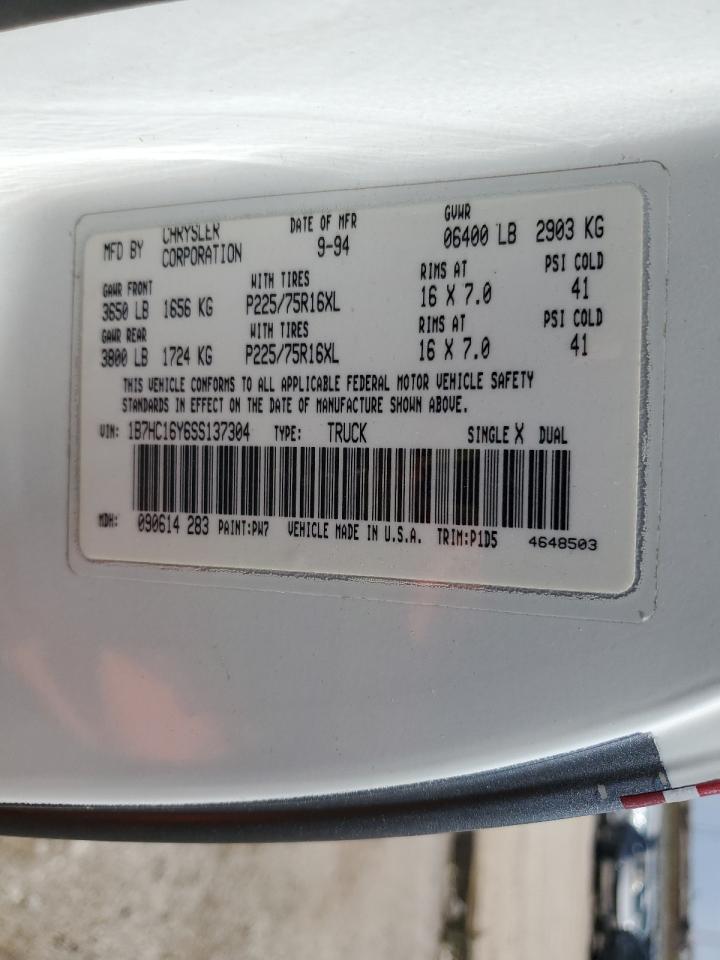 MFD BY CHRYSLER CORPORATION DATE OF MFR 9-94 GVWR 06400 LB 2903 KG
GAWR FRONT WITH TIRES RIMS AT PSI COLD
3650 LB 1656 KG P225/75R16XL 16 X 7.0 41
GAWR REAR WITH TIRES RIMS AT PSI COLD
3800 LB 1724 KG P225/75R16XL 16 X 7.0 41
THIS VEHICLE CONFORMS TO ALL APPLICABLE FEDERAL MOTOR VEHICLE SAFETY
STANDARDS IN EFFECT ON THE DATE OF MANUFACTURE SHOWN ABOVE.
VIN: 1B7HC16Y6SS137304 TYPE: TRUCK SINGLE X DUAL
MDH: 090614 283 PAINT:PW7 VEHICLE MADE IN U.S.A. TRIM:P1D5 4648503